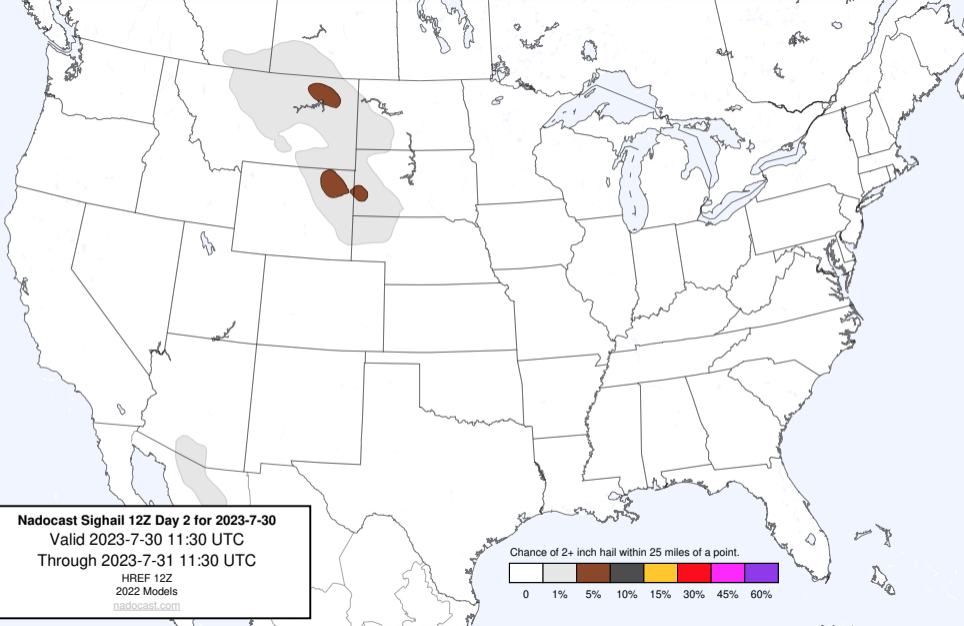 Nadocast Sighail 12Z Day 2 for 2023-7-30
Valid 2023-7-30 11:30 UTC
Through 2023-7-31 11:30 UTC
HREF 12Z
2022 Models
nadocast.com
Chance of 2+ inch hail within 25 miles of a point.
0 1% 5% 10% 15% 30% 45% 60%